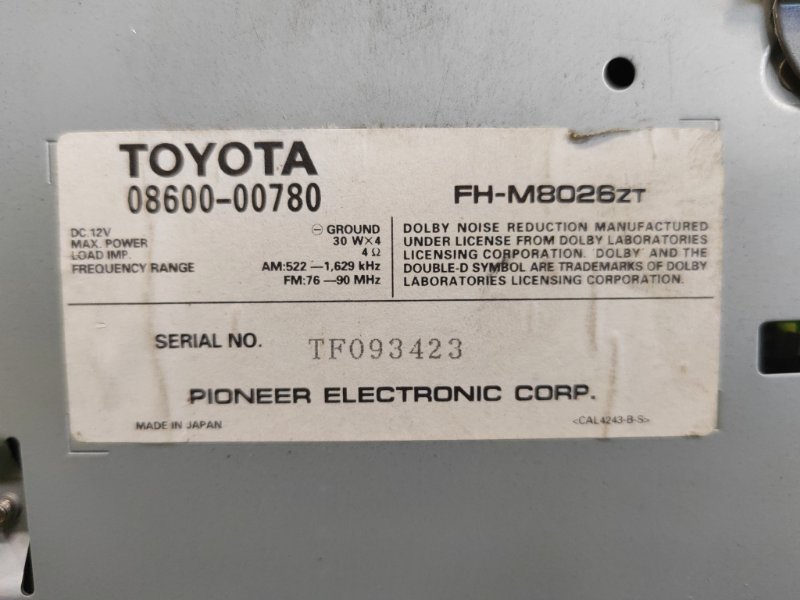 TOYOTA
08600-00780
FH-M8026ZT
DC.12V ⊖ GROUND
MAX. POWER 30 W×4
LOAD IMP. 4 Ω
FREQUENCY RANGE AM:522 –1,629 kHz
FM:76 –90 MHz
DOLBY NOISE REDUCTION MANUFACTURED
UNDER LICENSE FROM DOLBY LABORATORIES
LICENSING CORPORATION. DOLBY AND THE
DOUBLE-D SYMBOL ARE TRADEMARKS OF DOLBY
LABORATORIES LICENSING CORPORATION.
SERIAL NO. TF093423
PIONEER ELECTRONIC CORP.
MADE IN JAPAN <CAL4243-B-S>